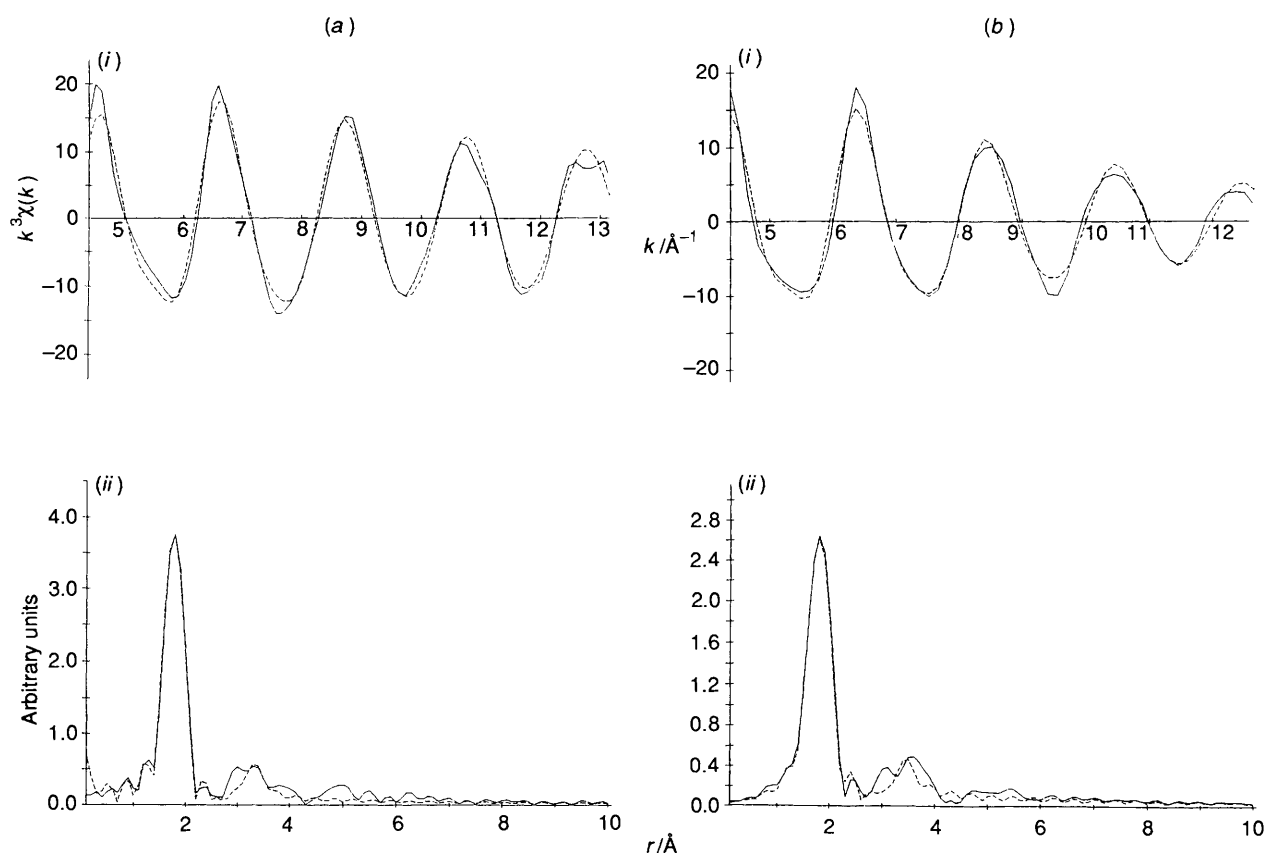 (a)
(i)
20
10
0
–10
–20
k³χ(k)
5 6 7 8 9 10 11 12 13
(b)
(i)
20
10
0
–10
–20
k/Å⁻¹
5 6 7 8 9 10 11 12
(ii)
4.0
3.0
2.0
1.0
0.0
Arbitrary units
2 4 6 8 10
(ii)
2.8
2.4
2.0
1.6
1.2
0.8
0.4
0.0
2 4 6 8 10
r/Å